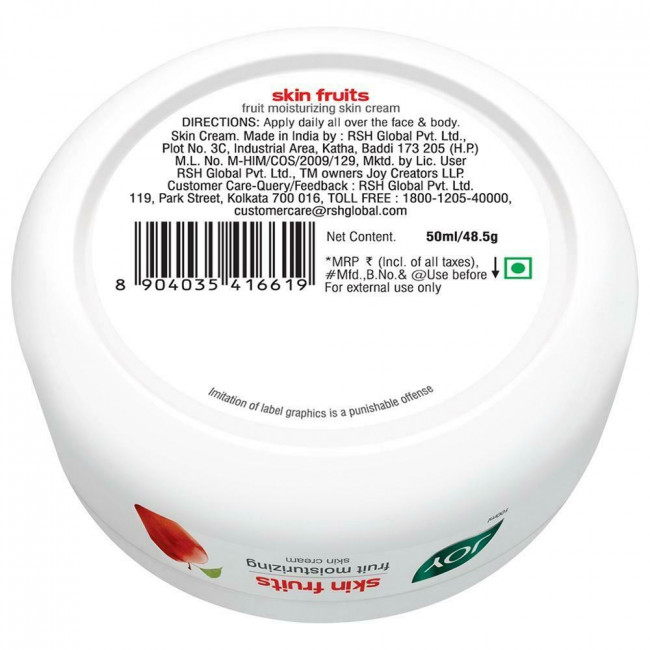 skin fruits
fruit moisturizing skin cream
DIRECTIONS: Apply daily all over the face & body.
Skin Cream. Made in India by : RSH Global Pvt. Ltd.,
Plot No. 3C, Industrial Area, Katha, Baddi 173 205 (H.P.)
M.L. No. M-HIM/COS/2009/129, Mktd. by Lic. User
RSH Global Pvt. Ltd., TM owners Joy Creators LLP.
Customer Care-Query/Feedback : RSH Global Pvt. Ltd.
119, Park Street, Kolkata 700 016, TOLL FREE : 1800-1205-40000,
customercare@rshglobal.com
Net Content. 50ml/48.5g
*MRP ₹ (Incl. of all taxes),
#Mfd.,B.No.& @Use before
For external use only
8 904035 416619
Imitation of label graphics is a punishable offense
100ml
JOY
skin fruits
fruit moisturizing
skin cream